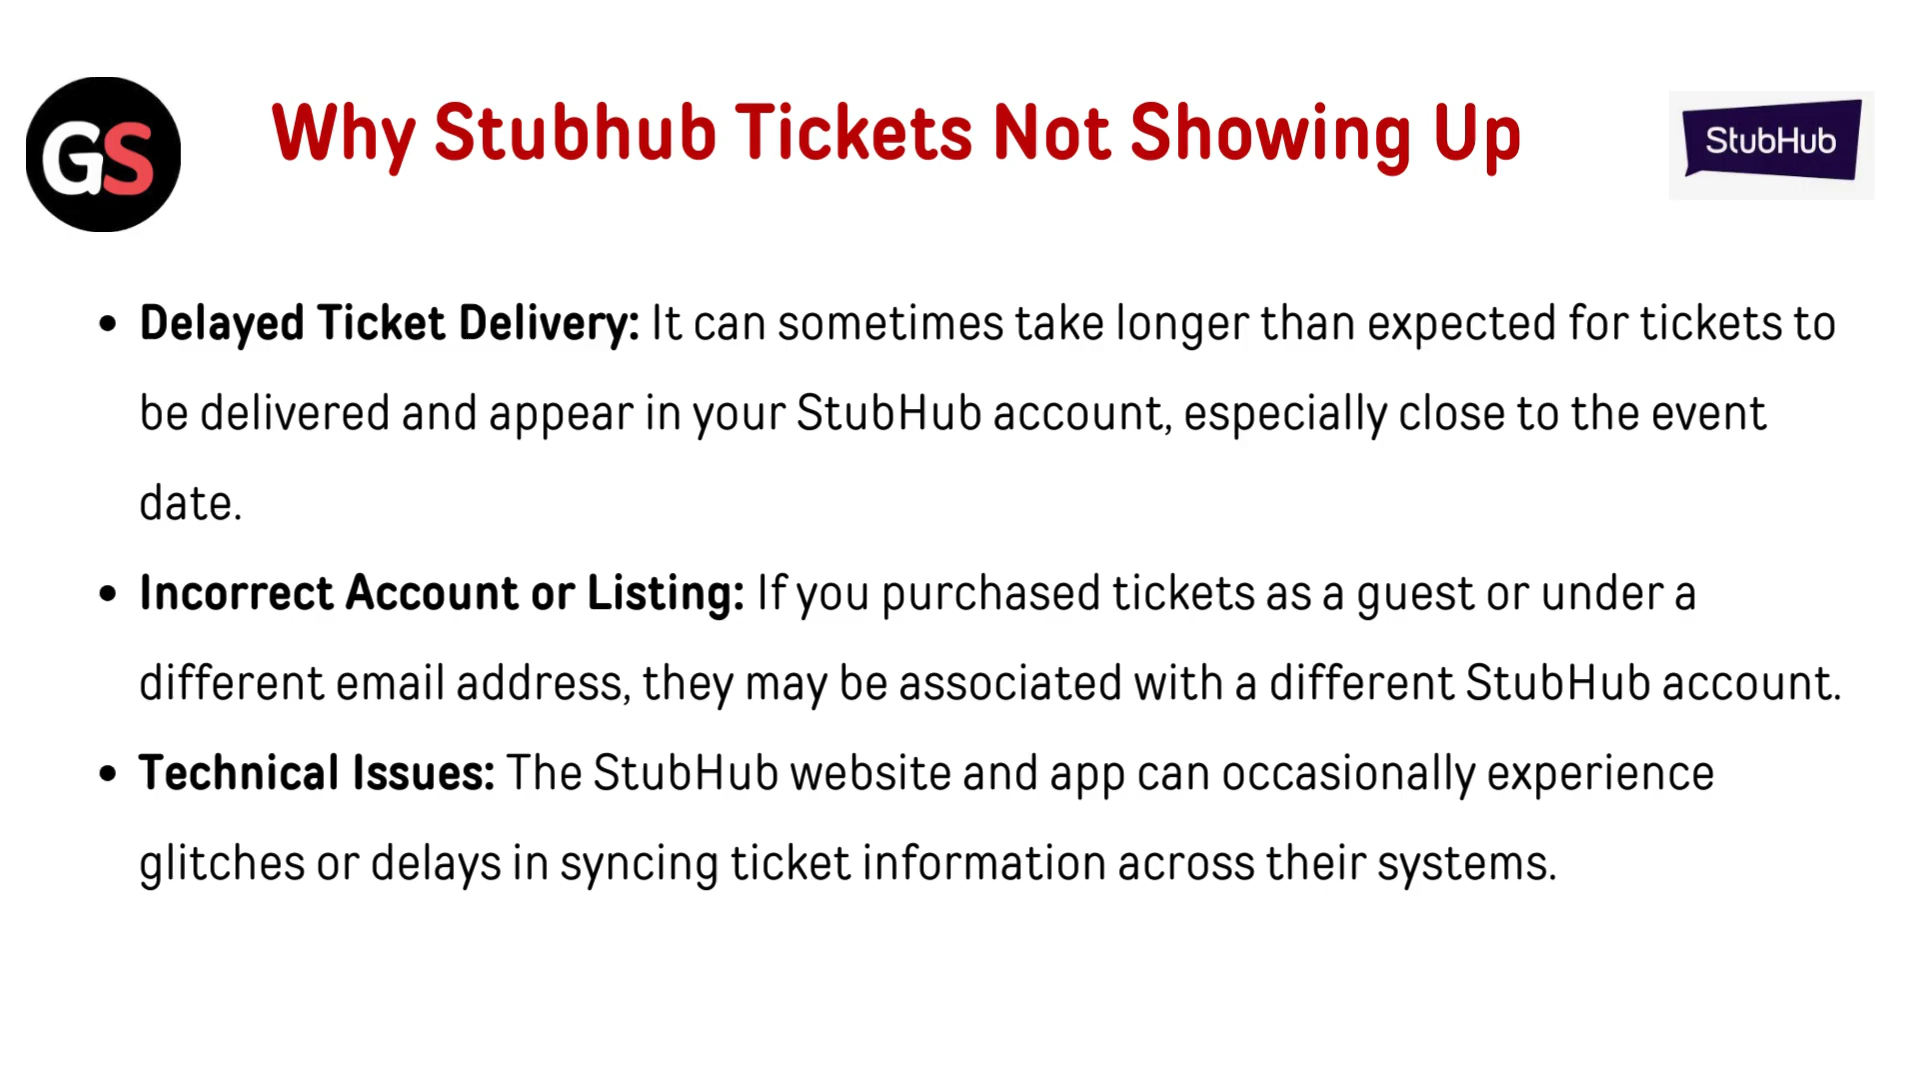 GS
Why Stubhub Tickets Not Showing Up
StubHub
• Delayed Ticket Delivery: It can sometimes take longer than expected for tickets to
be delivered and appear in your StubHub account, especially close to the event
date.
• Incorrect Account or Listing: If you purchased tickets as a guest or under a
different email address, they may be associated with a different StubHub account.
• Technical Issues: The StubHub website and app can occasionally experience
glitches or delays in syncing ticket information across their systems.